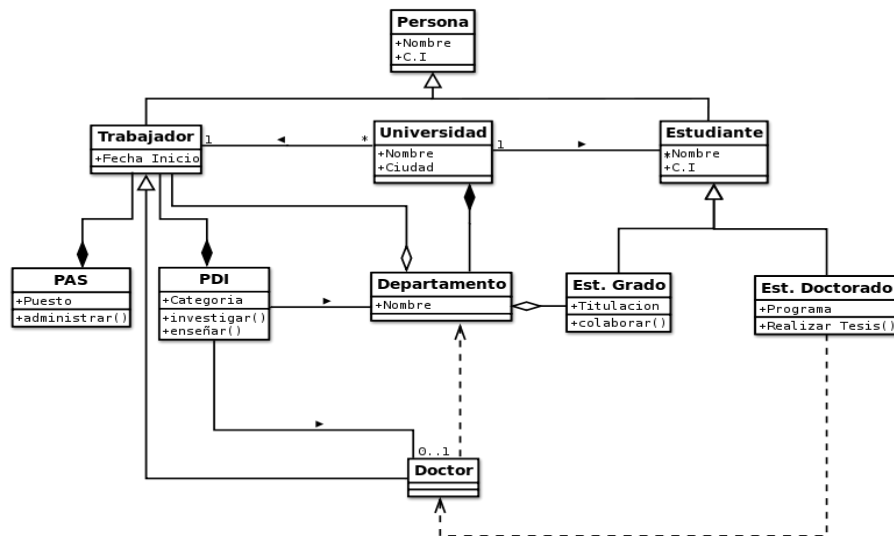 Persona
+Nombre
+C.I
Trabajador
+Fecha Inicio
1
*
Universidad
+Nombre
+Ciudad
1
*
Estudiante
+Nombre
+C.I
PAS
+Puesto
+administrar()
PDI
+Categoria
+investigar()
+enseñar()
Departamento
+Nombre
Est. Grado
+Titulacion
+colaborar()
Est. Doctorado
+Programa
+Realizar Tesis()
0..1
Doctor